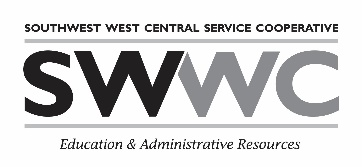 SOUTHWEST WEST CENTRAL SERVICE COOPERATIVE
SWWC
Education & Administrative Resources